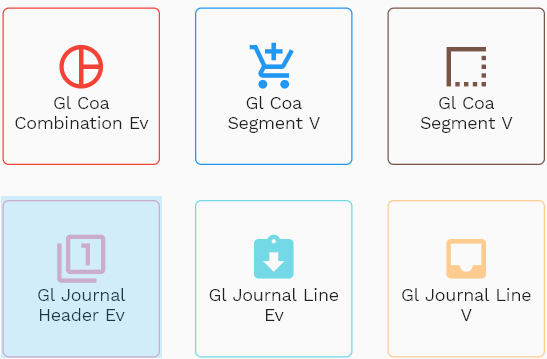 Gl Coa
Combination Ev
Gl Coa
Segment V
Gl Coa
Segment V
1
Gl Journal
Header Ev
Gl Journal Line
Ev
Gl Journal Line
V